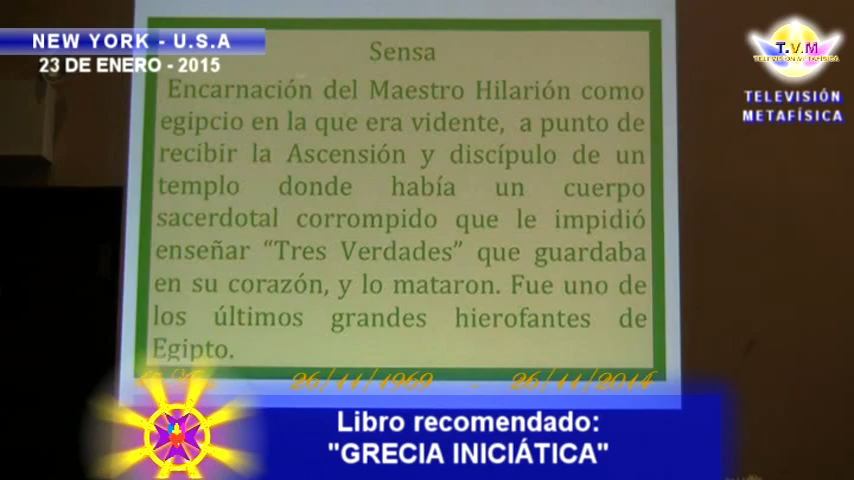 NEW YORK - U.S.A
23 DE ENERO - 2015
T.V.M
TELEVISIÓN METAFÍSICA
TELEVISIÓN
METAFÍSICA
Sensa
Encarnación del Maestro Hilarión como
egipcio en la que era vidente, a punto de
recibir la Ascensión y discípulo de un
templo donde había un cuerpo
sacerdotal corrompido que le impidió
enseñar “Tres Verdades” que guardaba
en su corazón, y lo mataron. Fue uno de
los últimos grandes hierofantes de
Egipto.
26/11/1969 - 26/11/2014
Libro recomendado:
"GRECIA INICIÁTICA"